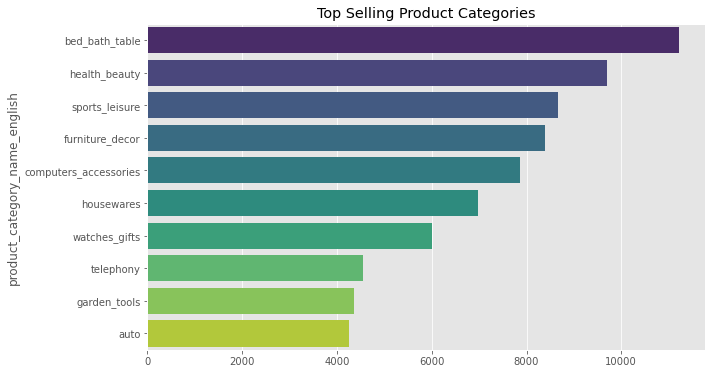 Top Selling Product Categories
product_category_name_english
bed_bath_table
health_beauty
sports_leisure
furniture_decor
computers_accessories
housewares
watches_gifts
telephony
garden_tools
auto
0 2000 4000 6000 8000 10000